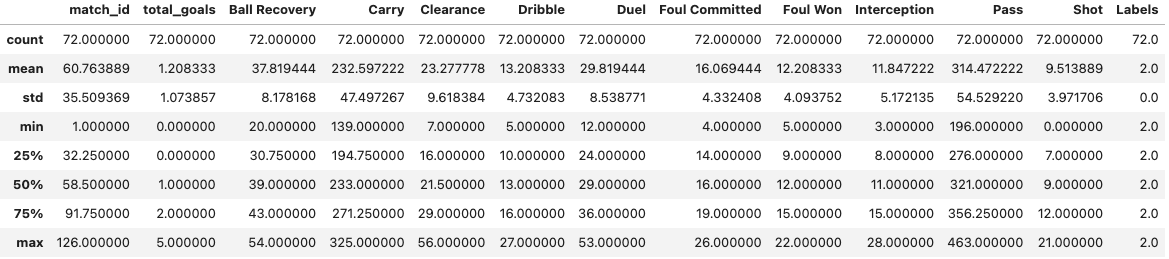 match_id total_goals Ball Recovery Carry Clearance Dribble Duel Foul Committed Foul Won Interception Pass Shot Labels
count 72.000000 72.000000 72.000000 72.000000 72.000000 72.000000 72.000000 72.000000 72.000000 72.000000 72.000000 72.000000 72.0
mean 60.763889 1.208333 37.819444 232.597222 23.277778 13.208333 29.819444 16.069444 12.208333 11.847222 314.472222 9.513889 2.0
std 35.509369 1.073857 8.178168 47.497267 9.618384 4.732083 8.538771 4.332408 4.093752 5.172135 54.529220 3.971706 0.0
min 1.000000 0.000000 20.000000 139.000000 7.000000 5.000000 12.000000 4.000000 5.000000 3.000000 196.000000 0.000000 2.0
25% 32.250000 0.000000 30.750000 194.750000 16.000000 10.000000 24.000000 14.000000 9.000000 8.000000 276.000000 7.000000 2.0
50% 58.500000 1.000000 39.000000 233.000000 21.500000 13.000000 29.000000 16.000000 12.000000 11.000000 321.000000 9.000000 2.0
75% 91.750000 2.000000 43.000000 271.250000 29.000000 16.000000 36.000000 19.000000 15.000000 15.000000 356.250000 12.000000 2.0
max 126.000000 5.000000 54.000000 325.000000 56.000000 27.000000 53.000000 26.000000 22.000000 28.000000 463.000000 21.000000 2.0